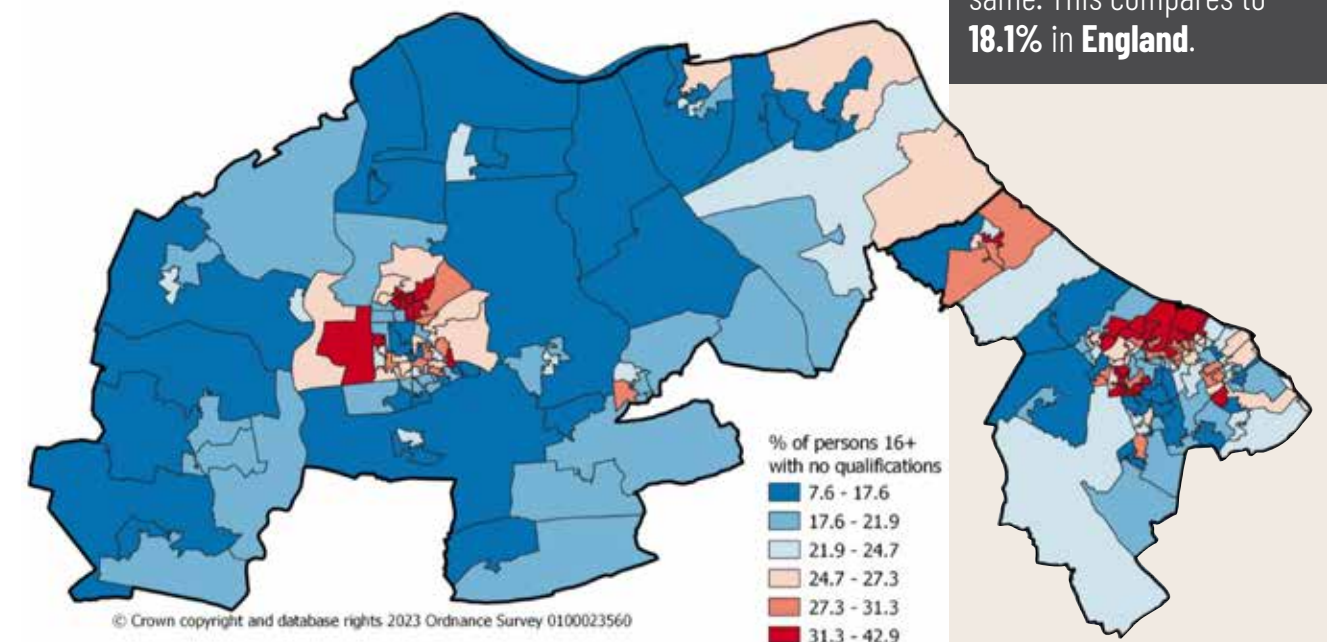 same. This compares to
18.1% in England.
% of persons 16+
with no qualifications
7.6 - 17.6
17.6 - 21.9
21.9 - 24.7
24.7 - 27.3
27.3 - 31.3
31.3 - 42.9
© Crown copyright and database rights 2023 Ordnance Survey 0100023560